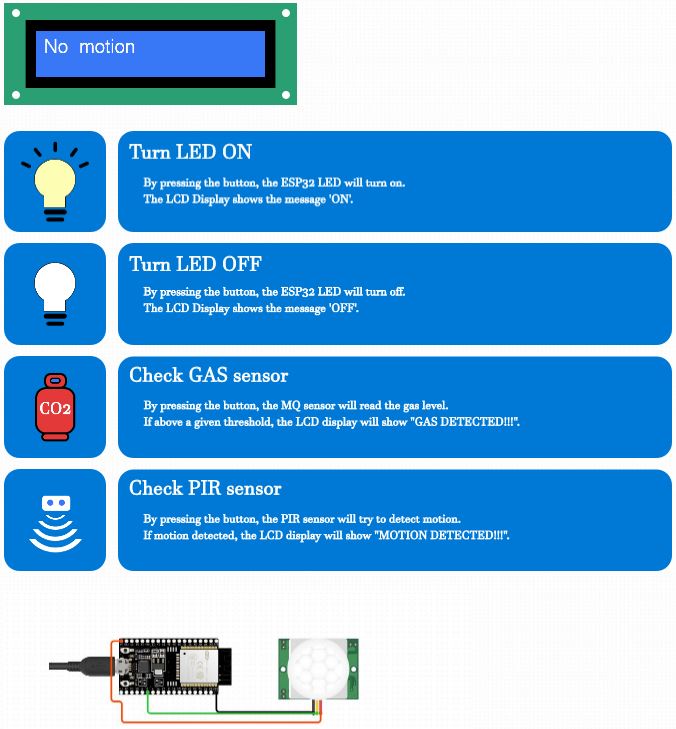 No motion
Turn LED ON
By pressing the button, the ESP32 LED will turn on.
The LCD Display shows the message 'ON'.
Turn LED OFF
By pressing the button, the ESP32 LED will turn off.
The LCD Display shows the message 'OFF'.
CO2
Check GAS sensor
By pressing the button, the MQ sensor will read the gas level.
If above a given threshold, the LCD display will show "GAS DETECTED!!!".
Check PIR sensor
By pressing the button, the PIR sensor will try to detect motion.
If motion detected, the LCD display will show "MOTION DETECTED!!!".